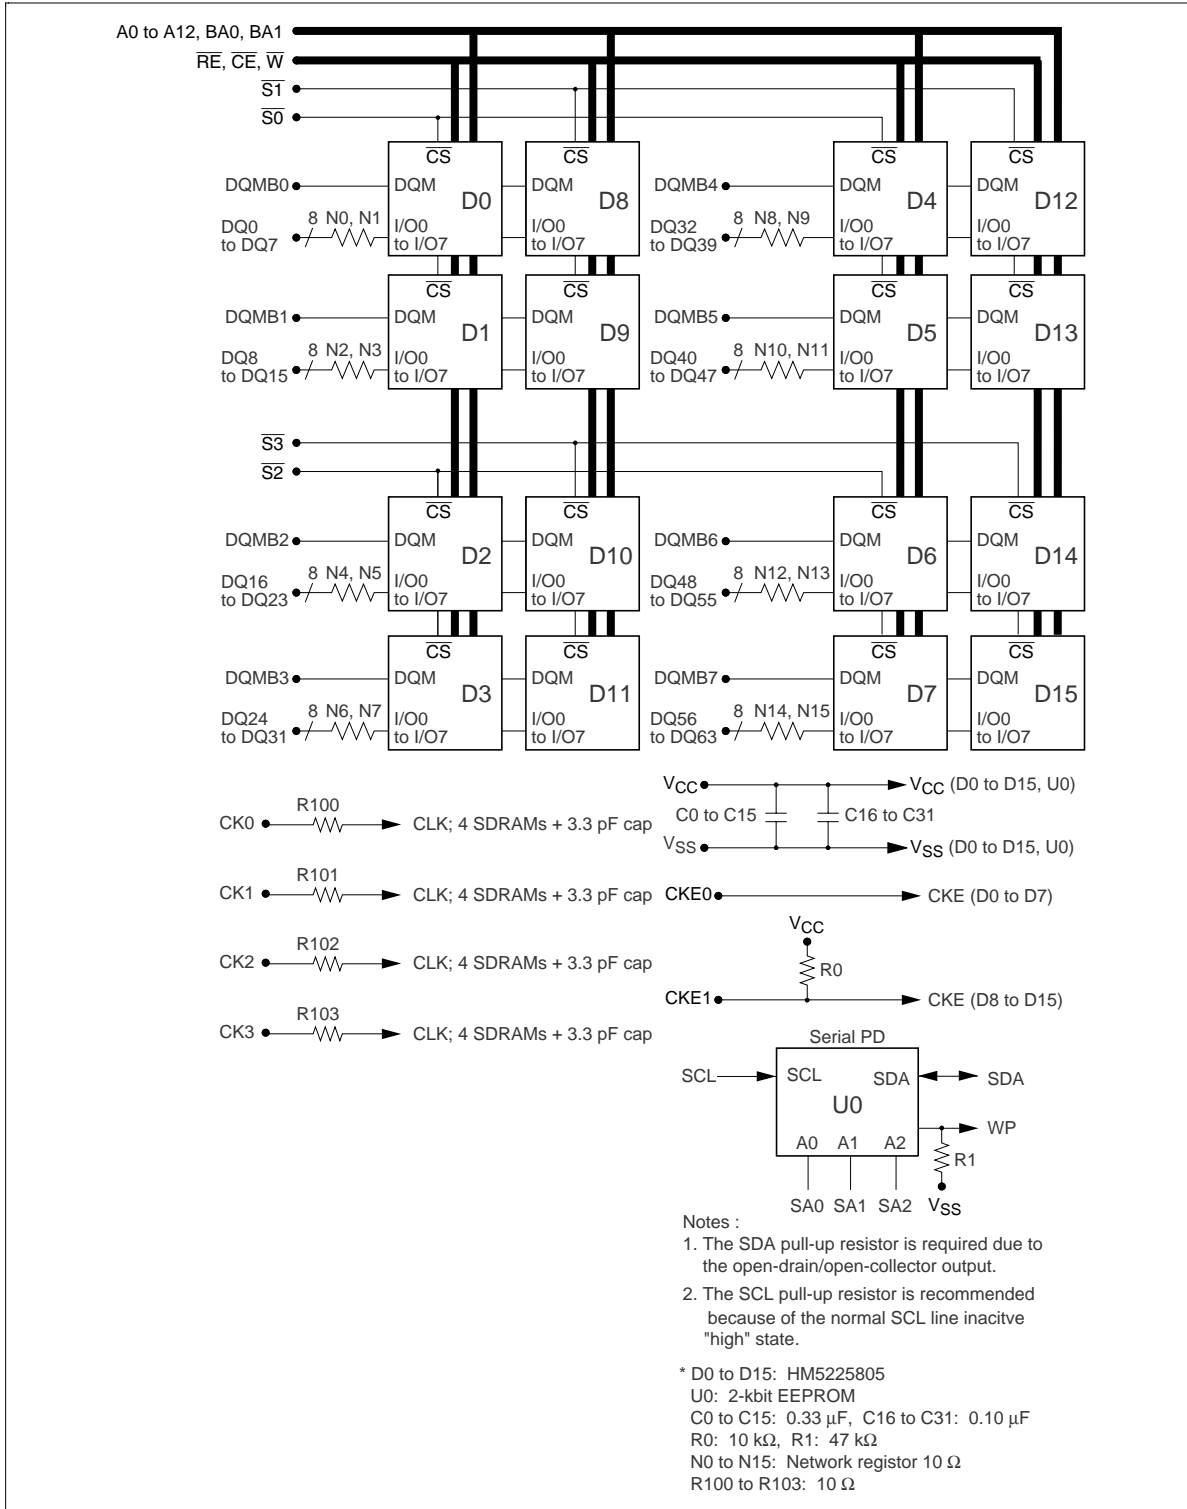 A0 to A12, BA0, BA1
RE, CE, W
S1
S0
CS CS CS CS
DQMB0 DQM D0 DQM D8 DQMB4 DQM D4 DQM D12
DQ0 to DQ7 8 N0, N1 I/O0 to I/O7 I/O0 to I/O7 DQ32 to DQ39 8 N8, N9 I/O0 to I/O7 I/O0 to I/O7
CS CS CS CS
DQMB1 DQM D1 DQM D9 DQMB5 DQM D5 DQM D13
DQ8 to DQ15 8 N2, N3 I/O0 to I/O7 I/O0 to I/O7 DQ40 to DQ47 8 N10, N11 I/O0 to I/O7 I/O0 to I/O7
S3
S2
CS CS CS CS
DQMB2 DQM D2 DQM D10 DQMB6 DQM D6 DQM D14
DQ16 to DQ23 8 N4, N5 I/O0 to I/O7 I/O0 to I/O7 DQ48 to DQ55 8 N12, N13 I/O0 to I/O7 I/O0 to I/O7
CS CS CS CS
DQMB3 DQM D3 DQM D11 DQMB7 DQM D7 DQM D15
DQ24 to DQ31 8 N6, N7 I/O0 to I/O7 I/O0 to I/O7 DQ56 to DQ63 8 N14, N15 I/O0 to I/O7 I/O0 to I/O7
CK0 R100 CLK; 4 SDRAMs + 3.3 pF cap
CK1 R101 CLK; 4 SDRAMs + 3.3 pF cap
CK2 R102 CLK; 4 SDRAMs + 3.3 pF cap
CK3 R103 CLK; 4 SDRAMs + 3.3 pF cap
VCC VCC (D0 to D15, U0)
C0 to C15 C16 to C31
VSS VSS (D0 to D15, U0)
CKE0 CKE (D0 to D7)
VCC
R0
CKE1 CKE (D8 to D15)
Serial PD
SCL SCL SDA SDA
U0
WP
A0 A1 A2
R1
SA0 SA1 SA2 VSS
Notes :
1. The SDA pull-up resistor is required due to
the open-drain/open-collector output.
2. The SCL pull-up resistor is recommended
because of the normal SCL line inacitve
"high" state.
* D0 to D15: HM5225805
U0: 2-kbit EEPROM
C0 to C15: 0.33 μF, C16 to C31: 0.10 μF
R0: 10 kΩ, R1: 47 kΩ
N0 to N15: Network registor 10 Ω
R100 to R103: 10 Ω